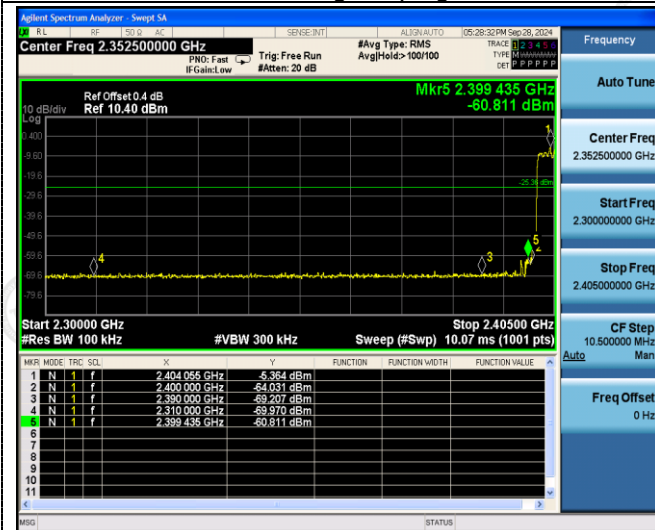 Agilent Spectrum Analyzer - Swept SA
RL RF 50 Ω AC SENSE:INT ALIGN AUTO 05:28:32 PM Sep 28, 2024
Center Freq 2.352500000 GHz
PNO: Fast
IFGain:Low
Trig: Free Run
#Atten: 20 dB
#Avg Type: RMS
Avg|Hold:> 100/100
TRACE 1 2 3 4 5 6
TYPE M
DET P P P P P P
Ref Offset 0.4 dB
10 dB/div Ref 10.40 dBm
Log
Mkr5 2.399 435 GHz
-60.811 dBm
0.400
-9.60
-19.6
-29.6
-39.6
-49.6
-59.6
-69.6
-79.6
1
5
3
4
Start 2.30000 GHz Stop 2.40500 GHz
#Res BW 100 kHz #VBW 300 kHz Sweep (#Swp) 10.07 ms (1001 pts)
MKR MODE TRC SCL X Y FUNCTION FUNCTION WIDTH FUNCTION VALUE
1 N 1 f 2.404 055 GHz -5.364 dBm
2 N 1 f 2.400 000 GHz -64.031 dBm
3 N 1 f 2.390 000 GHz -69.207 dBm
4 N 1 f 2.310 000 GHz -69.970 dBm
5 N 1 f 2.399 435 GHz -60.811 dBm
6
7
8
9
10
11
MSG STATUS
Frequency
Auto Tune
Center Freq
2.352500000 GHz
Start Freq
2.300000000 GHz
Stop Freq
2.405000000 GHz
CF Step
10.500000 MHz
Auto Man
Freq Offset
0 Hz